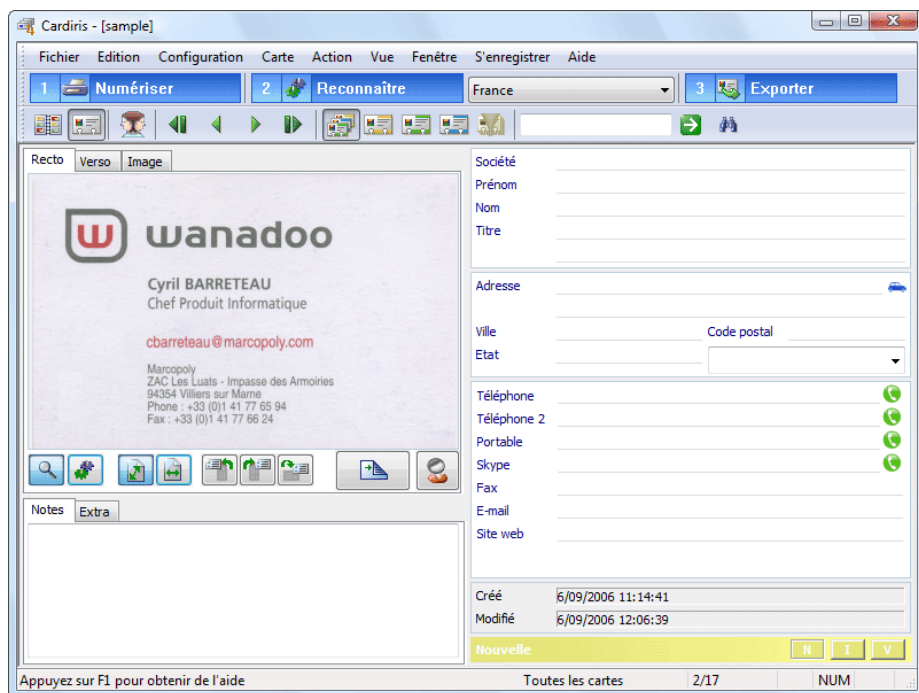 Cardiris - [sample]
Fichier Edition Configuration Carte Action Vue Fenêtre S'enregistrer Aide
1 Numériser 2 Reconnaître France 3 Exporter
Recto Verso Image
w wanadoo
Cyril BARRETEAU
Chef Produit Informatique
cbarreteau@marcopoly.com
Marcopoly
ZAC Les Luats - Impasse des Armoiries
94354 Villiers sur Marne
Phone : +33 (0)1 41 77 65 94
Fax : +33 (0)1 41 77 66 24
Notes Extra
Société
Prénom
Nom
Titre
Adresse
Ville Code postal
Etat
Téléphone
Téléphone 2
Portable
Skype
Fax
E-mail
Site web
Créé 6/09/2006 11:14:41
Modifié 6/09/2006 12:06:39
Nouvelle N I V
Appuyez sur F1 pour obtenir de l'aide Toutes les cartes 2/17 NUM